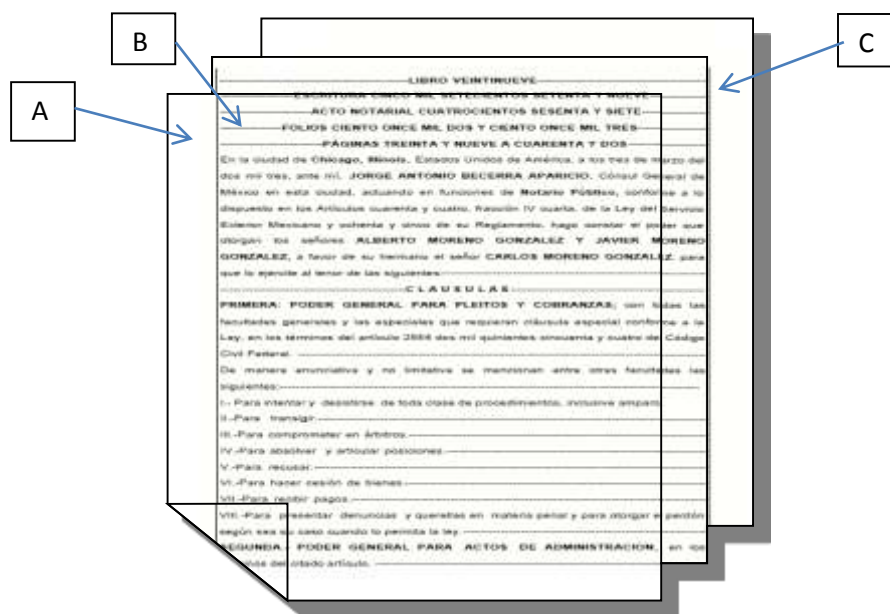 B
C
A
LIBRO VEINTINUEVE
ESCRITURA CINCO MIL SETECIENTOS SETENTA Y NUEVE
ACTO NOTARIAL CUATROCIENTOS SESENTA Y SIETE
FOLIOS CIENTO ONCE MIL DOS Y CIENTO ONCE MIL TRES
PÁGINAS TREINTA Y NUEVE A CUARENTA Y DOS
En la ciudad de Chicago, Illinois, Estados Unidos de América, a los tres de marzo del
dos mil tres, ante mí, JORGE ANTONIO BECERRA APARICIO, Cónsul General de
México en esta ciudad, actuando en funciones de Notario Público, conforme a lo
dispuesto en los Artículos cuarenta y cuatro, fracción IV cuarta, de la Ley del Servicio
Exterior Mexicano y ochenta y cinco de su Reglamento, hago constar el poder que
otorgan los señores ALBERTO MORENO GONZALEZ Y JAVIER MORENO
GONZALEZ, a favor de su hermano el señor CARLOS MORENO GONZALEZ, para
que lo ejercite al tenor de las siguientes:
C L A U S U L A S
PRIMERA: PODER GENERAL PARA PLEITOS Y COBRANZAS; con todas las
facultades generales y las especiales que requieran cláusula especial conforme a la
Ley, en los términos del artículo 2554 dos mil quinientos cincuenta y cuatro de Código
Civil Federal.
De manera enunciativa y no limitativa se mencionan entre otras facultades las
siguientes:
I.- Para intentar y desistirse de toda clase de procedimientos, inclusive amparo.
II.-Para transigir.
III.-Para comprometer en árbitros.
IV.-Para absolver y articular posiciones.
V.-Para recusar.
VI.-Para hacer cesión de bienes.
VII.-Para recibir pagos.
VIII.-Para presentar denuncias y querellas en materia penal y para otorgar el perdón
según sea su caso cuando lo permita la ley.
SEGUNDA.- PODER GENERAL PARA ACTOS DE ADMINISTRACION, en los
del citado artículo.